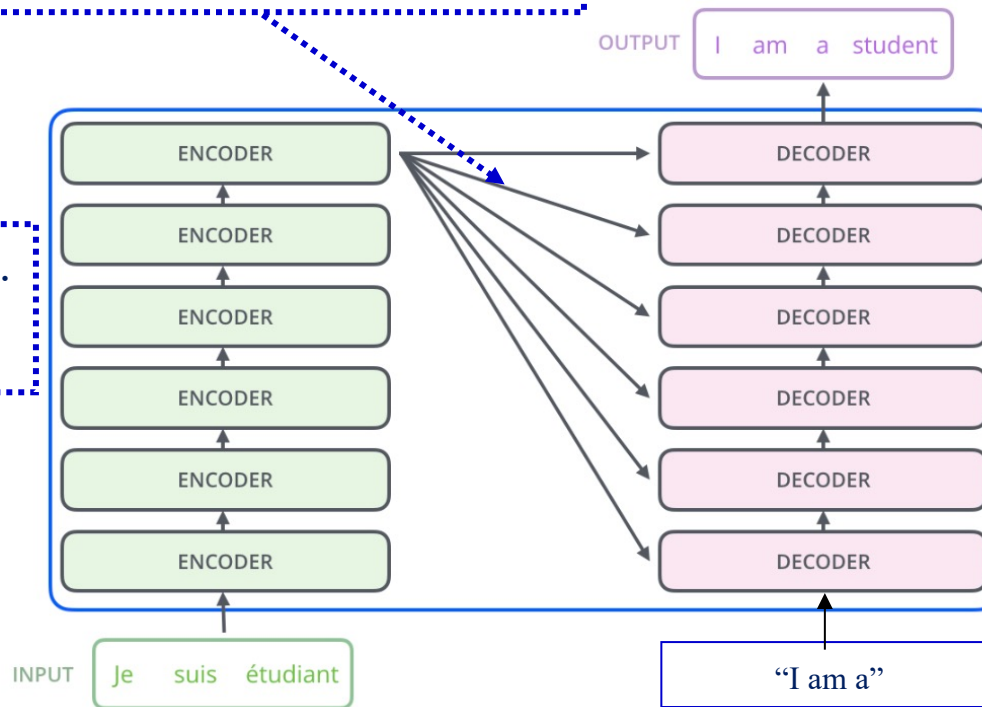 OUTPUT I am a student
ENCODER DECODER
ENCODER DECODER
.
ENCODER DECODER
ENCODER DECODER
ENCODER DECODER
ENCODER DECODER
INPUT Je suis étudiant
“I am a”